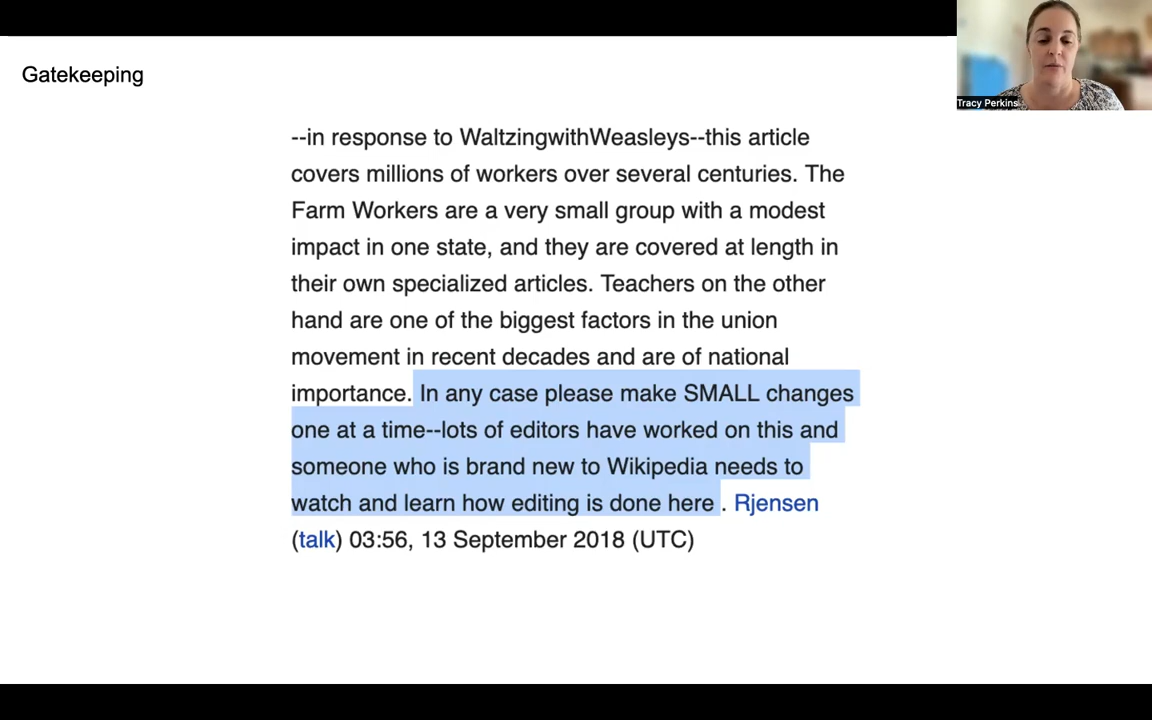 Gatekeeping
Tracy Perkins
--in response to WaltzingwithWeasleys--this article
covers millions of workers over several centuries. The
Farm Workers are a very small group with a modest
impact in one state, and they are covered at length in
their own specialized articles. Teachers on the other
hand are one of the biggest factors in the union
movement in recent decades and are of national
importance. In any case please make SMALL changes
one at a time--lots of editors have worked on this and
someone who is brand new to Wikipedia needs to
watch and learn how editing is done here . Rjensen
(talk) 03:56, 13 September 2018 (UTC)